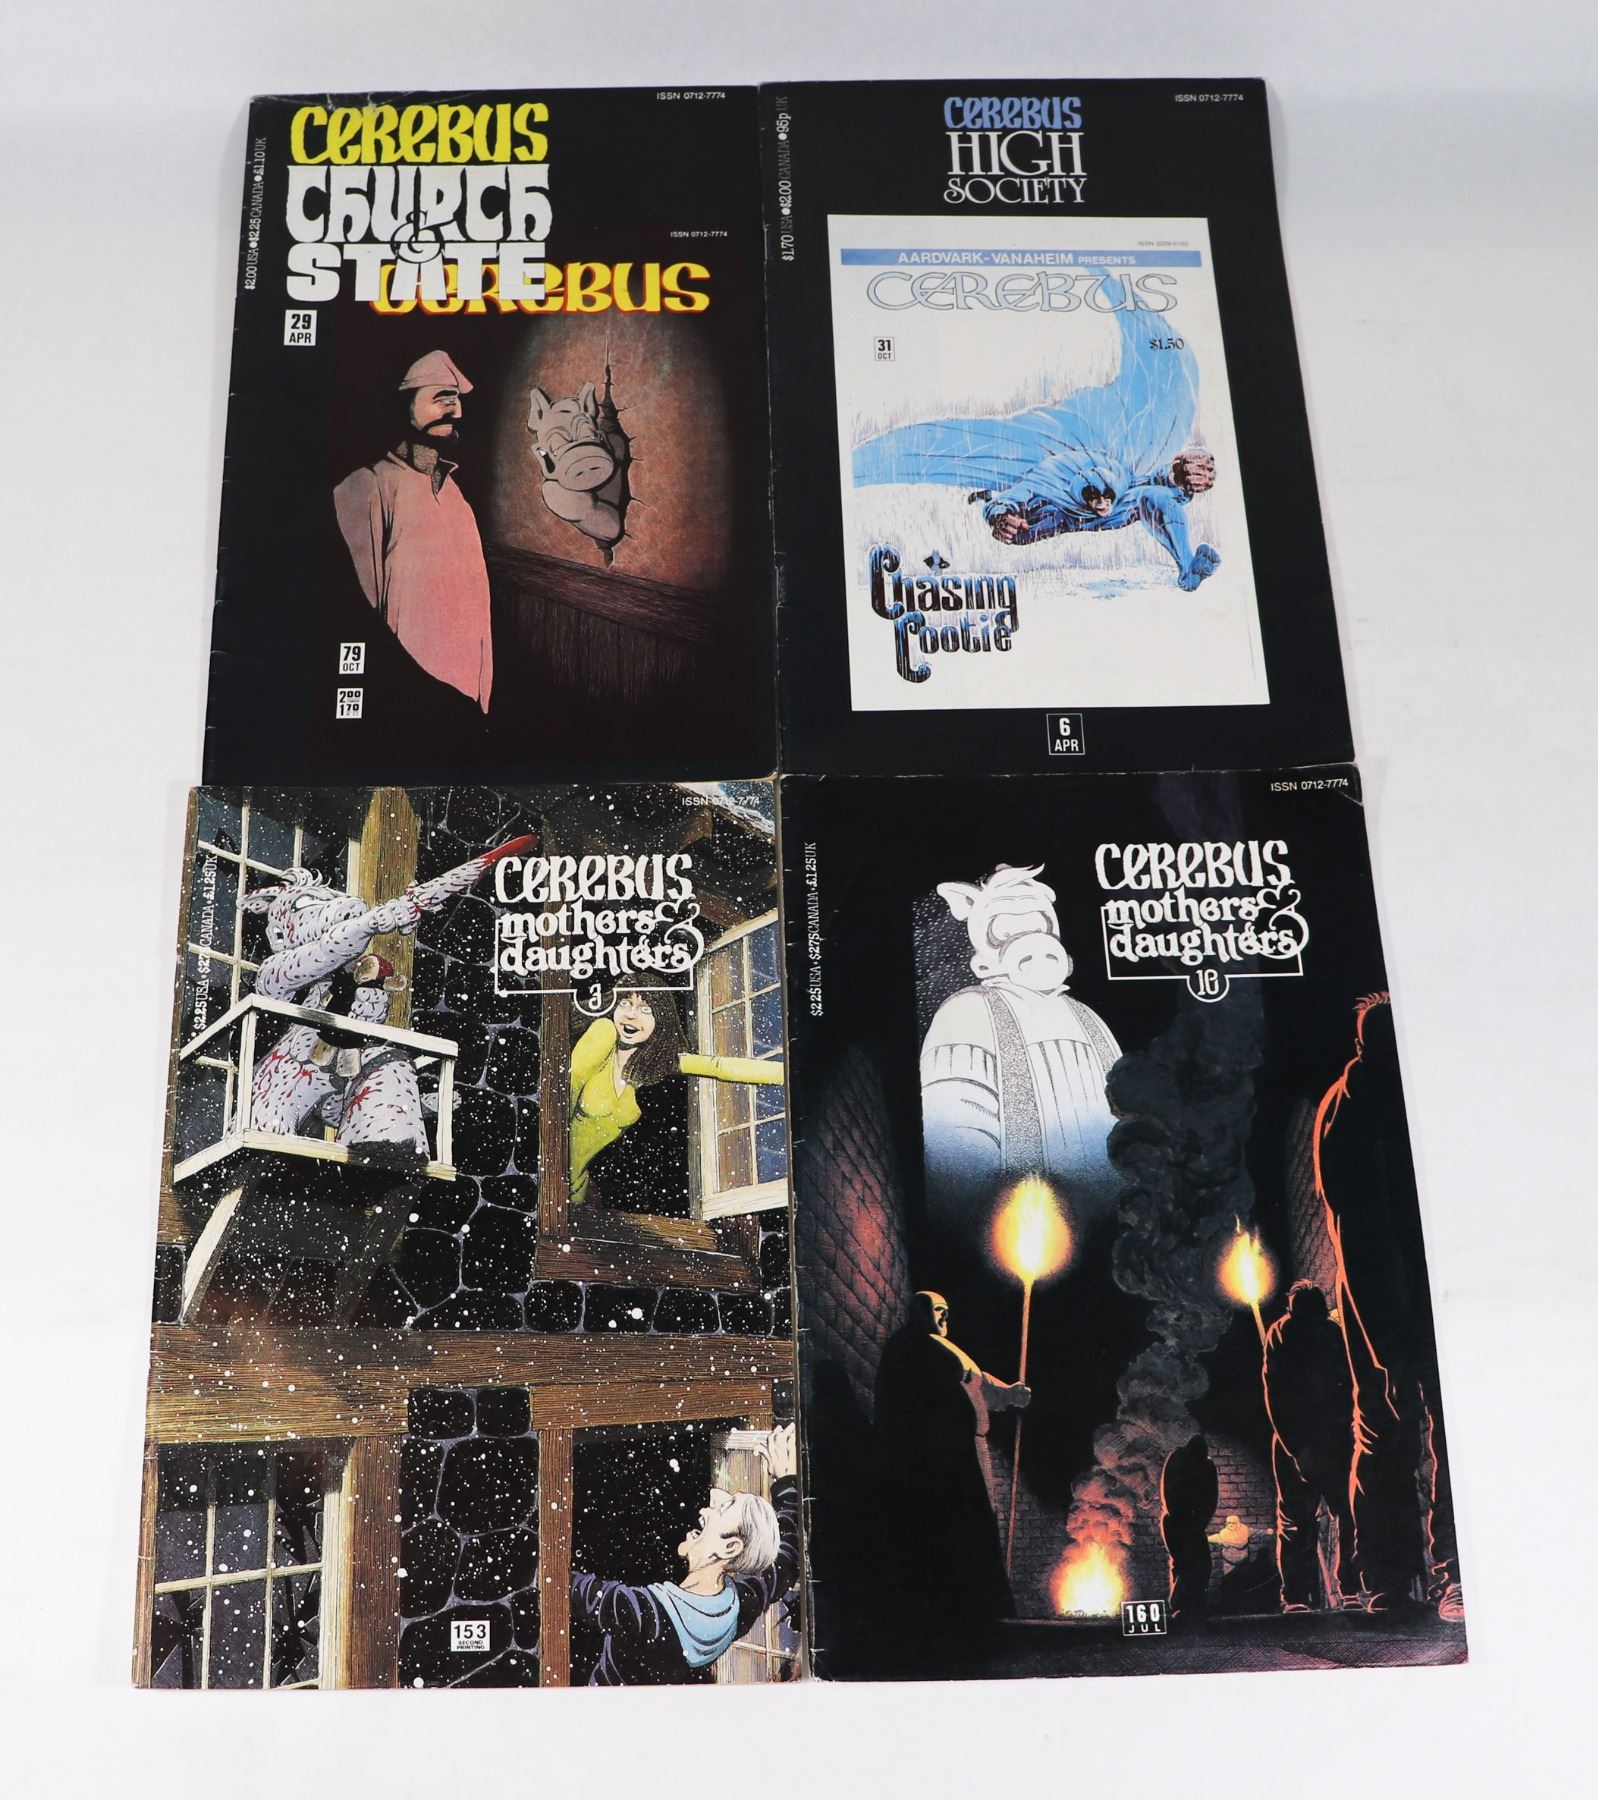 ISSN 0712-7774
CEREBUS
CHURCH
&
STATE
$2.00 USA ● $2.25 CANADA ● £1.10 UK
ISSN 0712-7774
CEREBUS
29
APR
79
OCT
2.00
CANADA
1.70
ISSN 0712-7774
CEREBUS
HIGH
SOCIETY
$1.70 USA ● $2.00 CANADA ● 95p UK
ISSN 0229-0193
AARDVARK-VANAHEIM PRESENTS
CEREBUS
31
OCT
$1.50
Chasing
Cootie
6
APR
ISSN 0712-7774
$2.25 USA • $2.75 CANADA • £1.25 UK
CEREBUS
mothers &
daughters
3
153
SECOND
PRINTING
ISSN 0712-7774
$2.25 USA • $2.75 CANADA • £1.25 UK
CEREBUS
mothers &
daughters
10
160
JUL